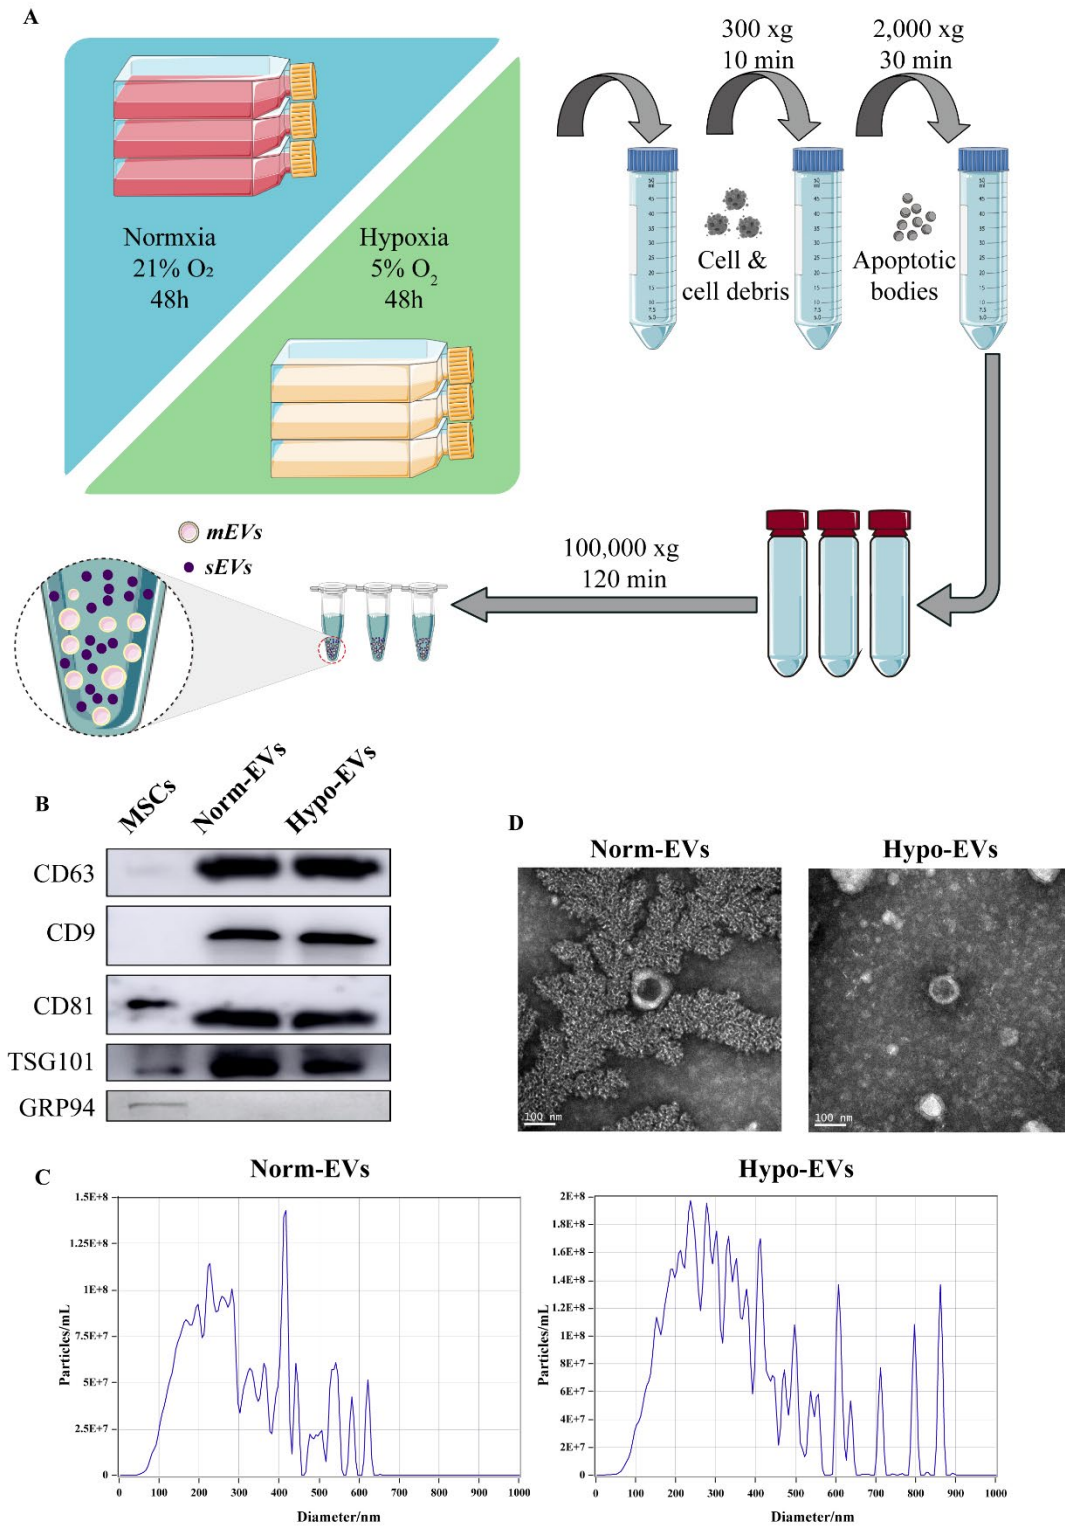 A
300 xg
10 min
2,000 xg
30 min
Normxia
21% O₂
48h
Hypoxia
5% O₂
48h
Cell &
cell debris
Apoptotic
bodies
mEVs
sEVs
100,000 xg
120 min
B
MSCs
Norm-EVs
Hypo-EVs
CD63
CD9
CD81
TSG101
GRP94
D
Norm-EVs
Hypo-EVs
100 nm
100 nm
C
Norm-EVs
1.5E+8
1.25E+8
1E+8
7.5E+7
5E+7
2.5E+7
0
Particles/mL
0 100 200 300 400 500 600 700 800 900 1000
Diameter/nm
Hypo-EVs
2E+8
1.8E+8
1.6E+8
1.4E+8
1.2E+8
1E+8
8E+7
6E+7
4E+7
2E+7
0
Particles/mL
0 100 200 300 400 500 600 700 800 900 1000
Diameter/nm